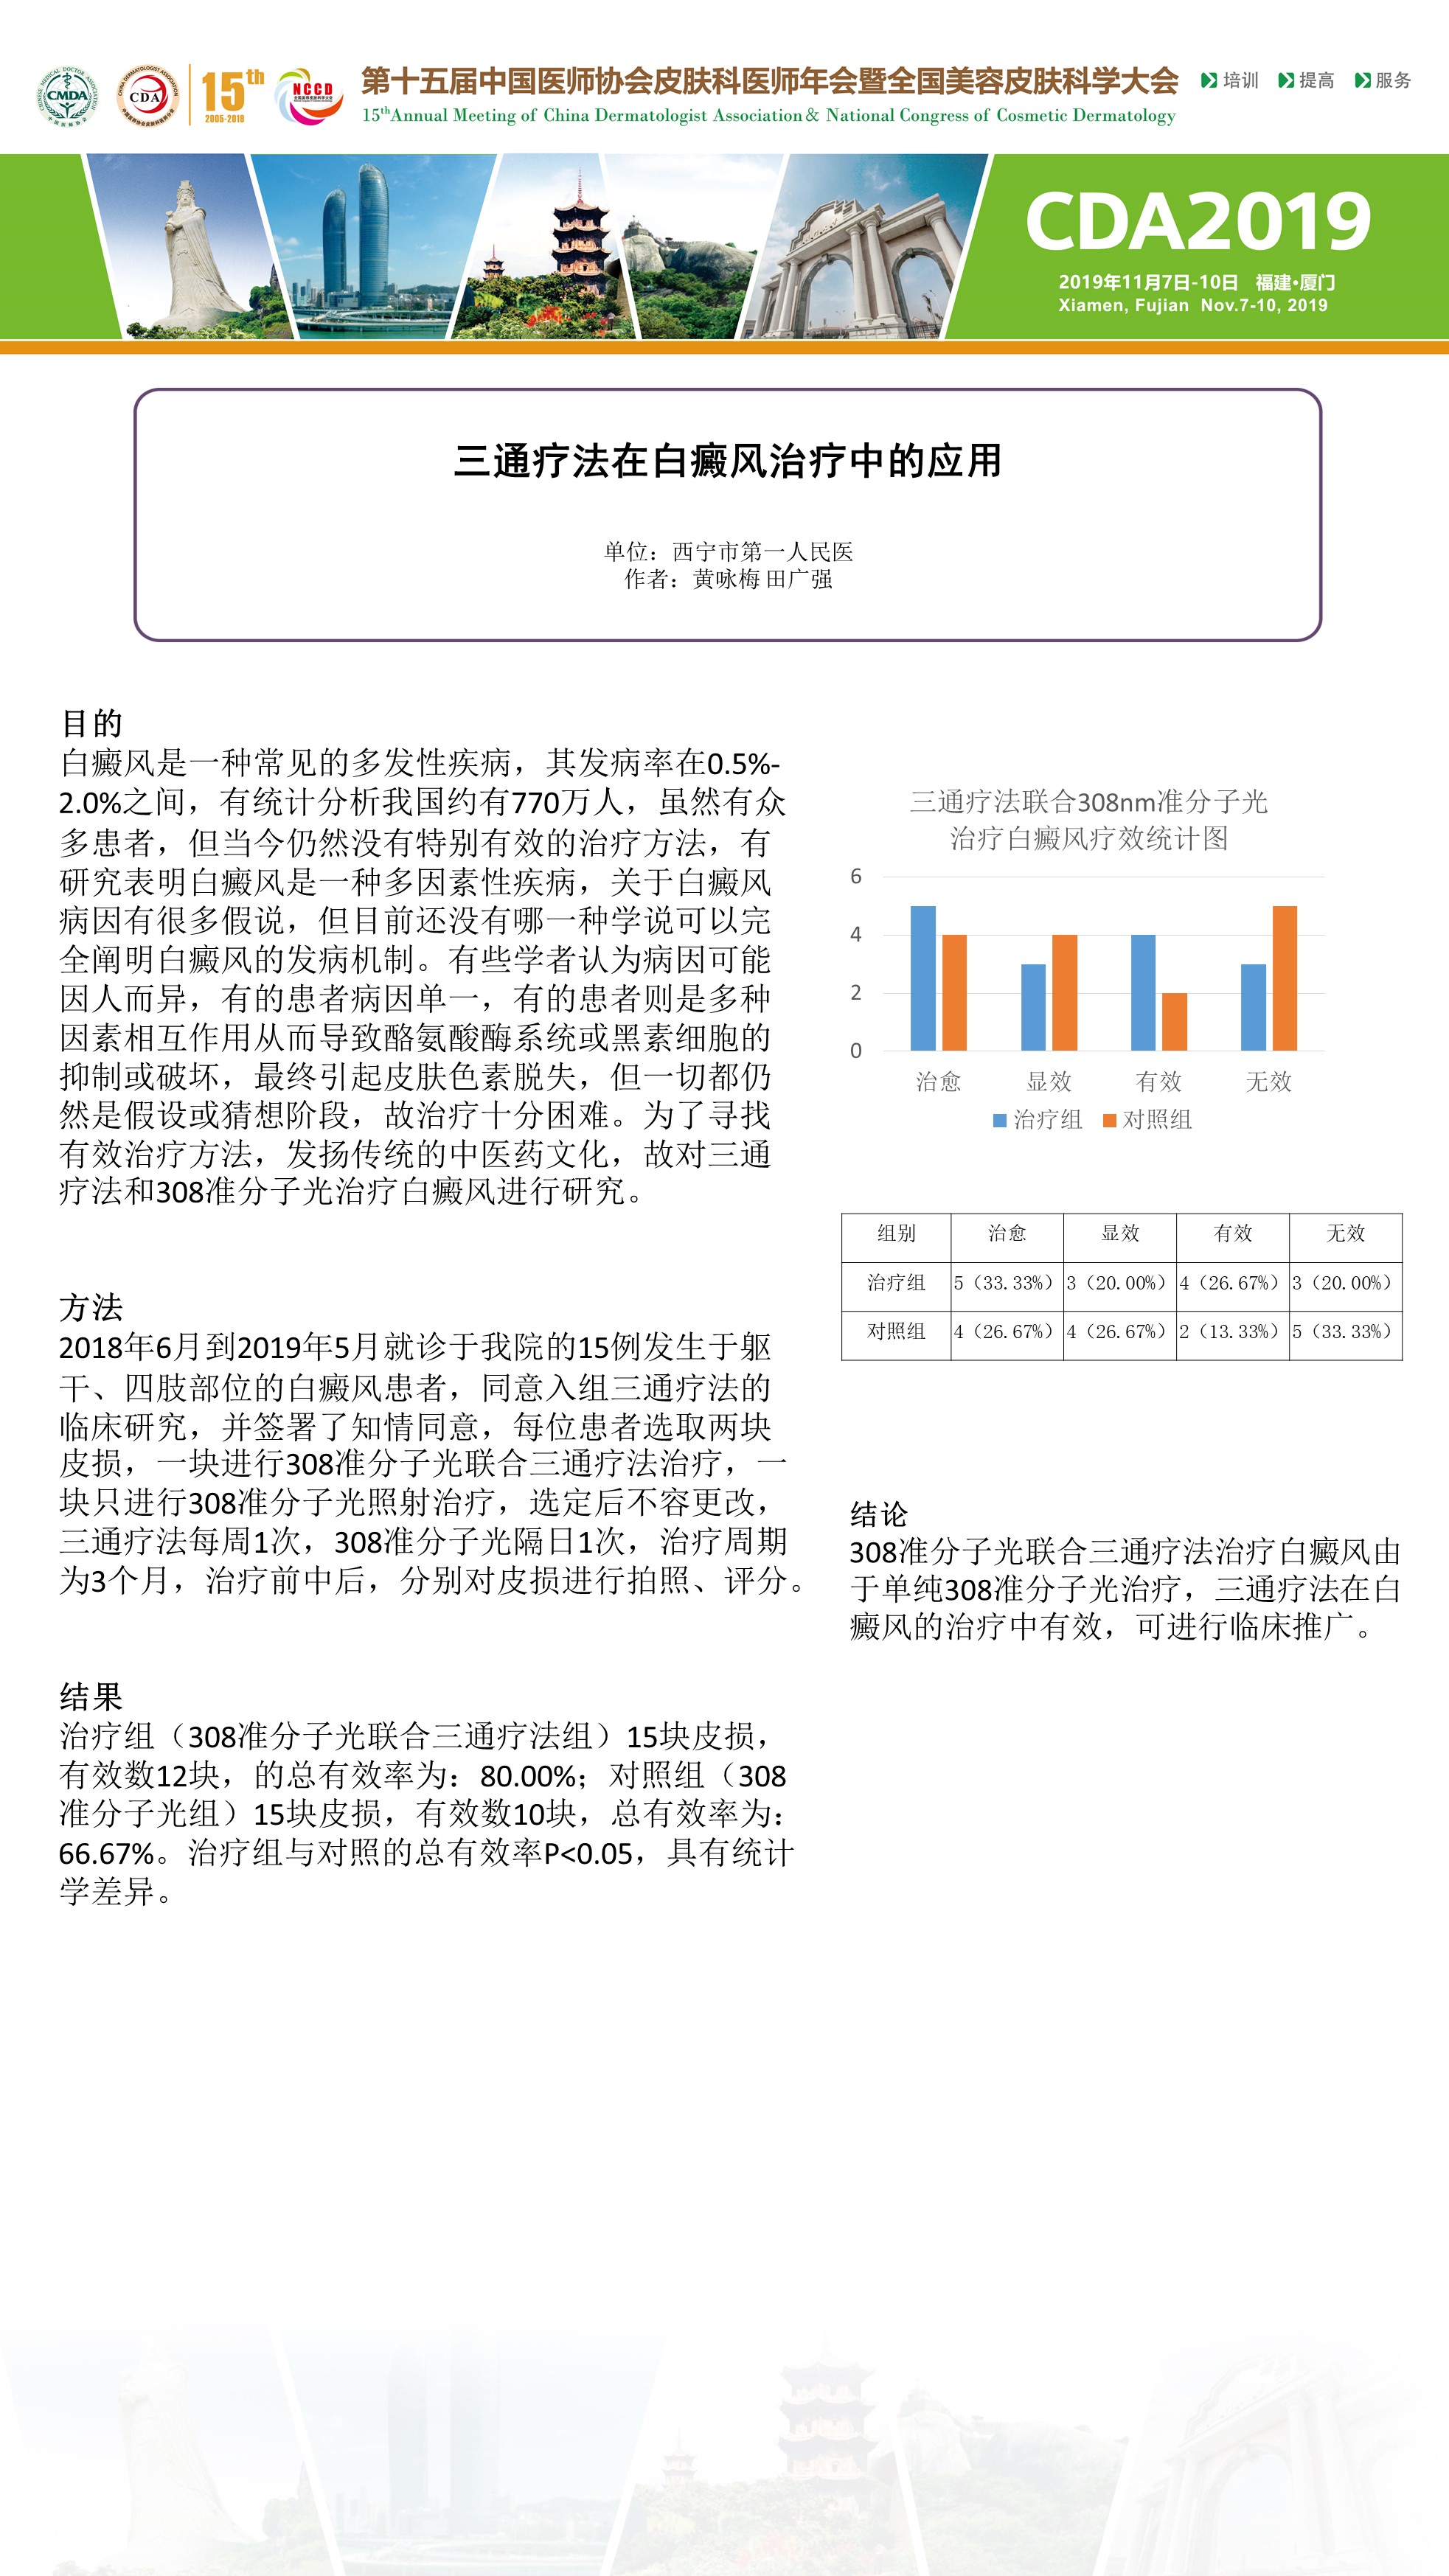 CMDA
CDA
15th
2005-2019
NCCD
第十五届中国医师协会皮肤科医师年会暨全国美容皮肤科学大会
15thAnnual Meeting of China Dermatologist Association & National Congress of Cosmetic Dermatology
培训 提高 服务
CDA2019
2019年11月7日-10日 福建·厦门
Xiamen, Fujian Nov.7-10, 2019
三通疗法在白癜风治疗中的应用
单位：西宁市第一人民医
作者：黄咏梅 田广强
目的
白癜风是一种常见的多发性疾病，其发病率在0.5%-
2.0%之间，有统计分析我国约有770万人，虽然有众
多患者，但当今仍然没有特别有效的治疗方法，有
研究表明白癜风是一种多因素性疾病，关于白癜风
病因有很多假说，但目前还没有哪一种学说可以完
全阐明白癜风的发病机制。有些学者认为病因可能
因人而异，有的患者病因单一，有的患者则是多种
因素相互作用从而导致酪氨酸酶系统或黑素细胞的
抑制或破坏，最终引起皮肤色素脱失，但一切都仍
然是假设或猜想阶段，故治疗十分困难。为了寻找
有效治疗方法，发扬传统的中医药文化，故对三通
疗法和308准分子光治疗白癜风进行研究。
方法
2018年6月到2019年5月就诊于我院的15例发生于躯
干、四肢部位的白癜风患者，同意入组三通疗法的
临床研究，并签署了知情同意，每位患者选取两块
皮损，一块进行308准分子光联合三通疗法治疗，一
块只进行308准分子光照射治疗，选定后不容更改，
三通疗法每周1次，308准分子光隔日1次，治疗周期
为3个月，治疗前中后，分别对皮损进行拍照、评分。
结果
治疗组（308准分子光联合三通疗法组）15块皮损，
有效数12块，的总有效率为：80.00%；对照组（308
准分子光组）15块皮损，有效数10块，总有效率为：
66.67%。治疗组与对照的总有效率P<0.05，具有统计
学差异。
三通疗法联合308nm准分子光
治疗白癜风疗效统计图
6
4
2
0
治愈 显效 有效 无效
治疗组 对照组
组别 治愈 显效 有效 无效
治疗组 5（33.33%） 3（20.00%） 4（26.67%） 3（20.00%）
对照组 4（26.67%） 4（26.67%） 2（13.33%） 5（33.33%）
结论
308准分子光联合三通疗法治疗白癜风由
于单纯308准分子光治疗，三通疗法在白
癜风的治疗中有效，可进行临床推广。